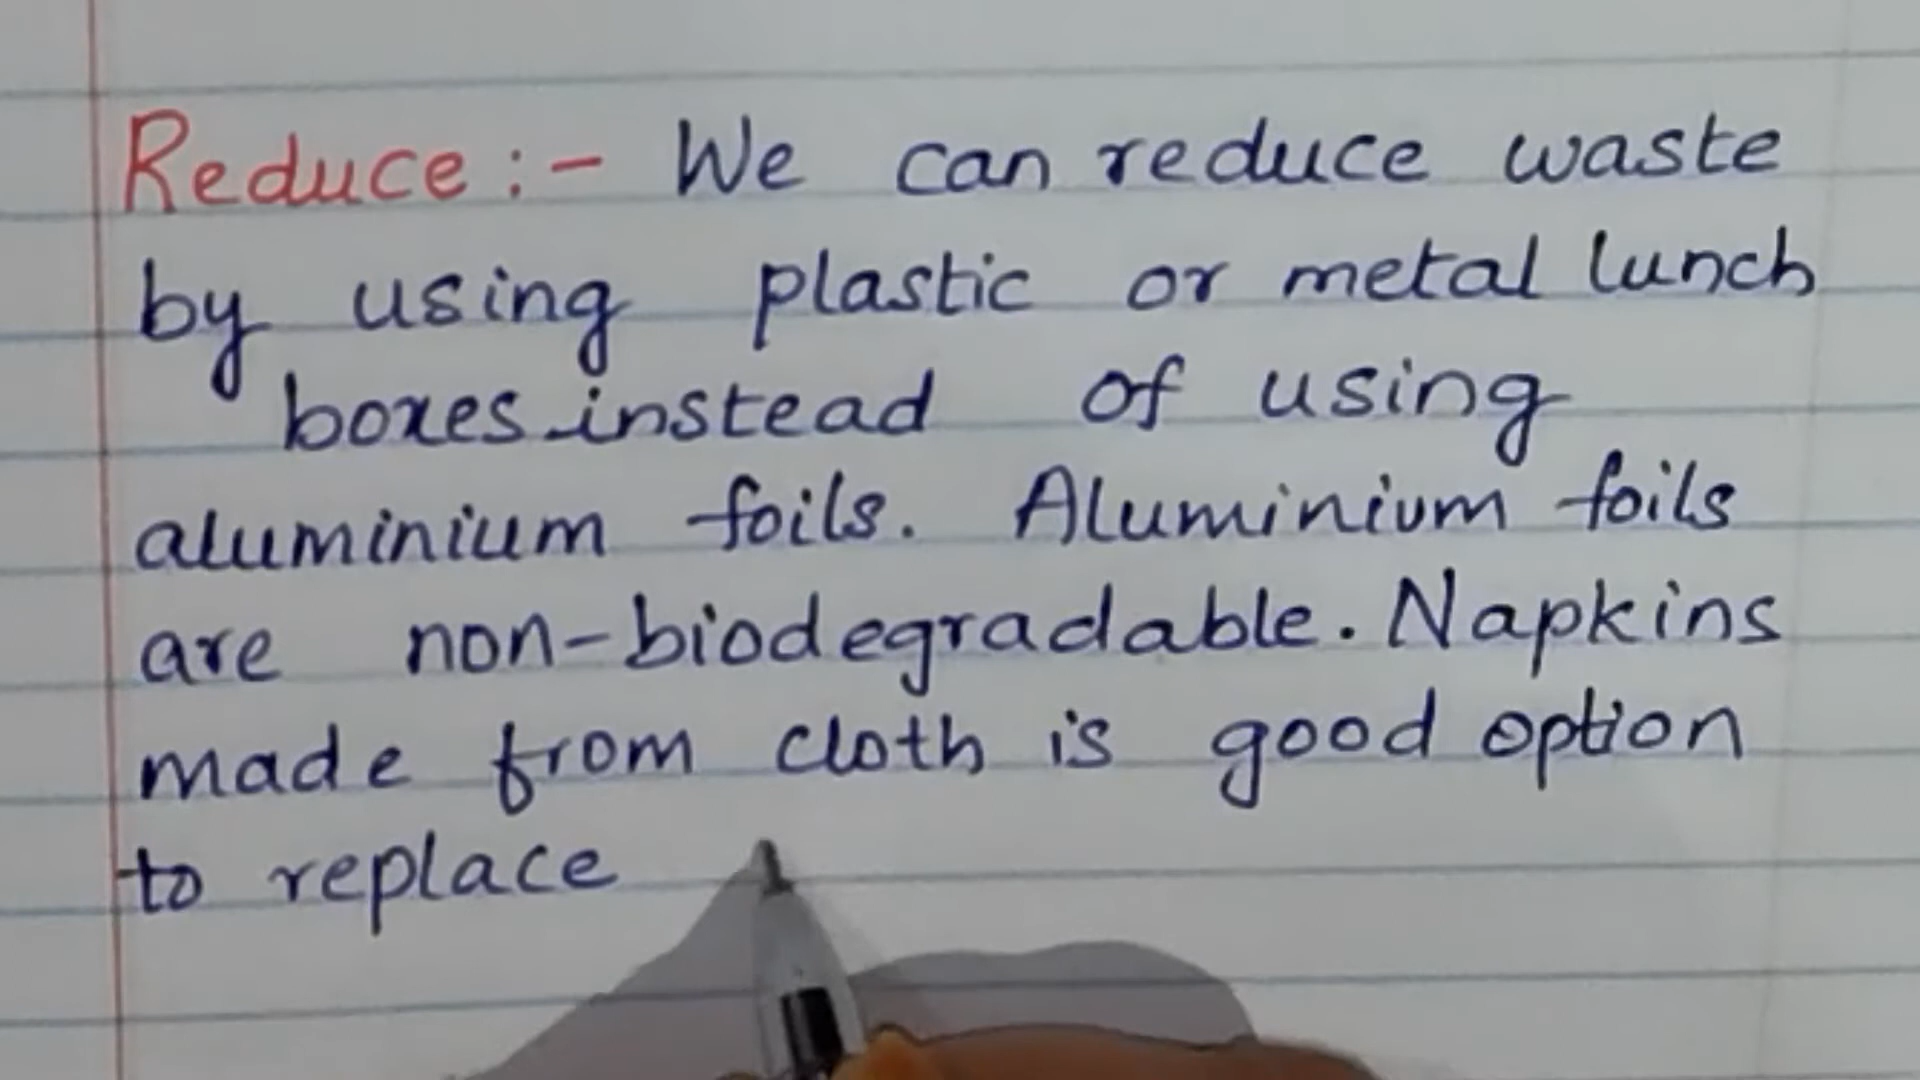 Reduce:- We can reduce waste
by using plastic or metal lunch
boxes instead of using
aluminium foils. Aluminium foils
are non-biodegradable. Napkins
made from cloth is good option
to replace